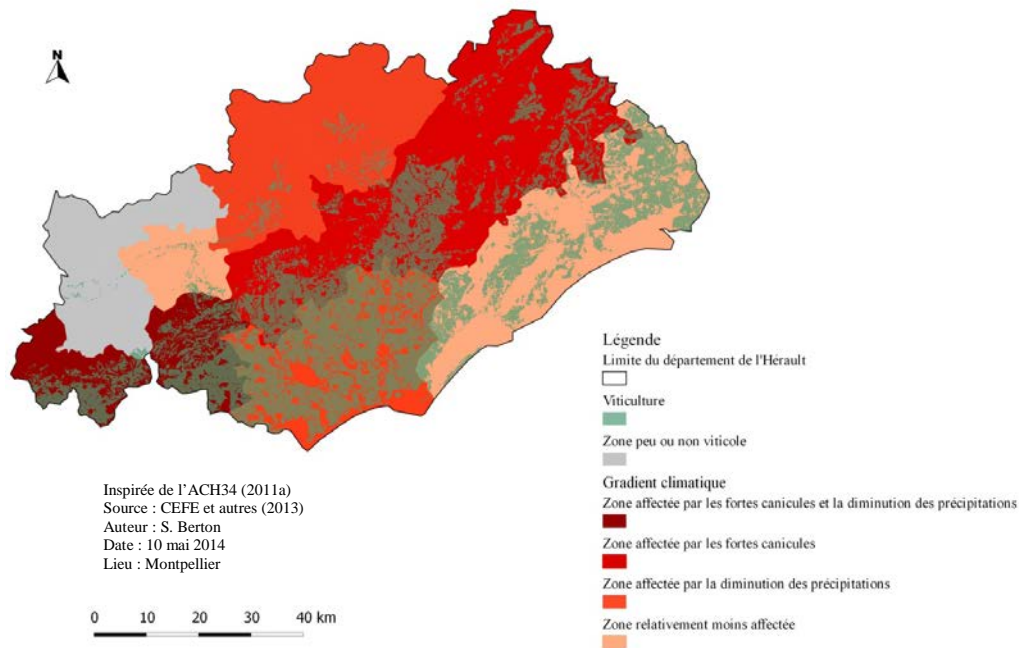 N
Légende
Limite du département de l'Hérault
Viticulture
Zone peu ou non viticole
Gradient climatique
Zone affectée par les fortes canicules et la diminution des précipitations
Zone affectée par les fortes canicules
Zone affectée par la diminution des précipitations
Zone relativement moins affectée
Inspirée de l'ACH34 (2011a)
Source : CEFE et autres (2013)
Auteur : S. Berton
Date : 10 mai 2014
Lieu : Montpellier
0 10 20 30 40 km